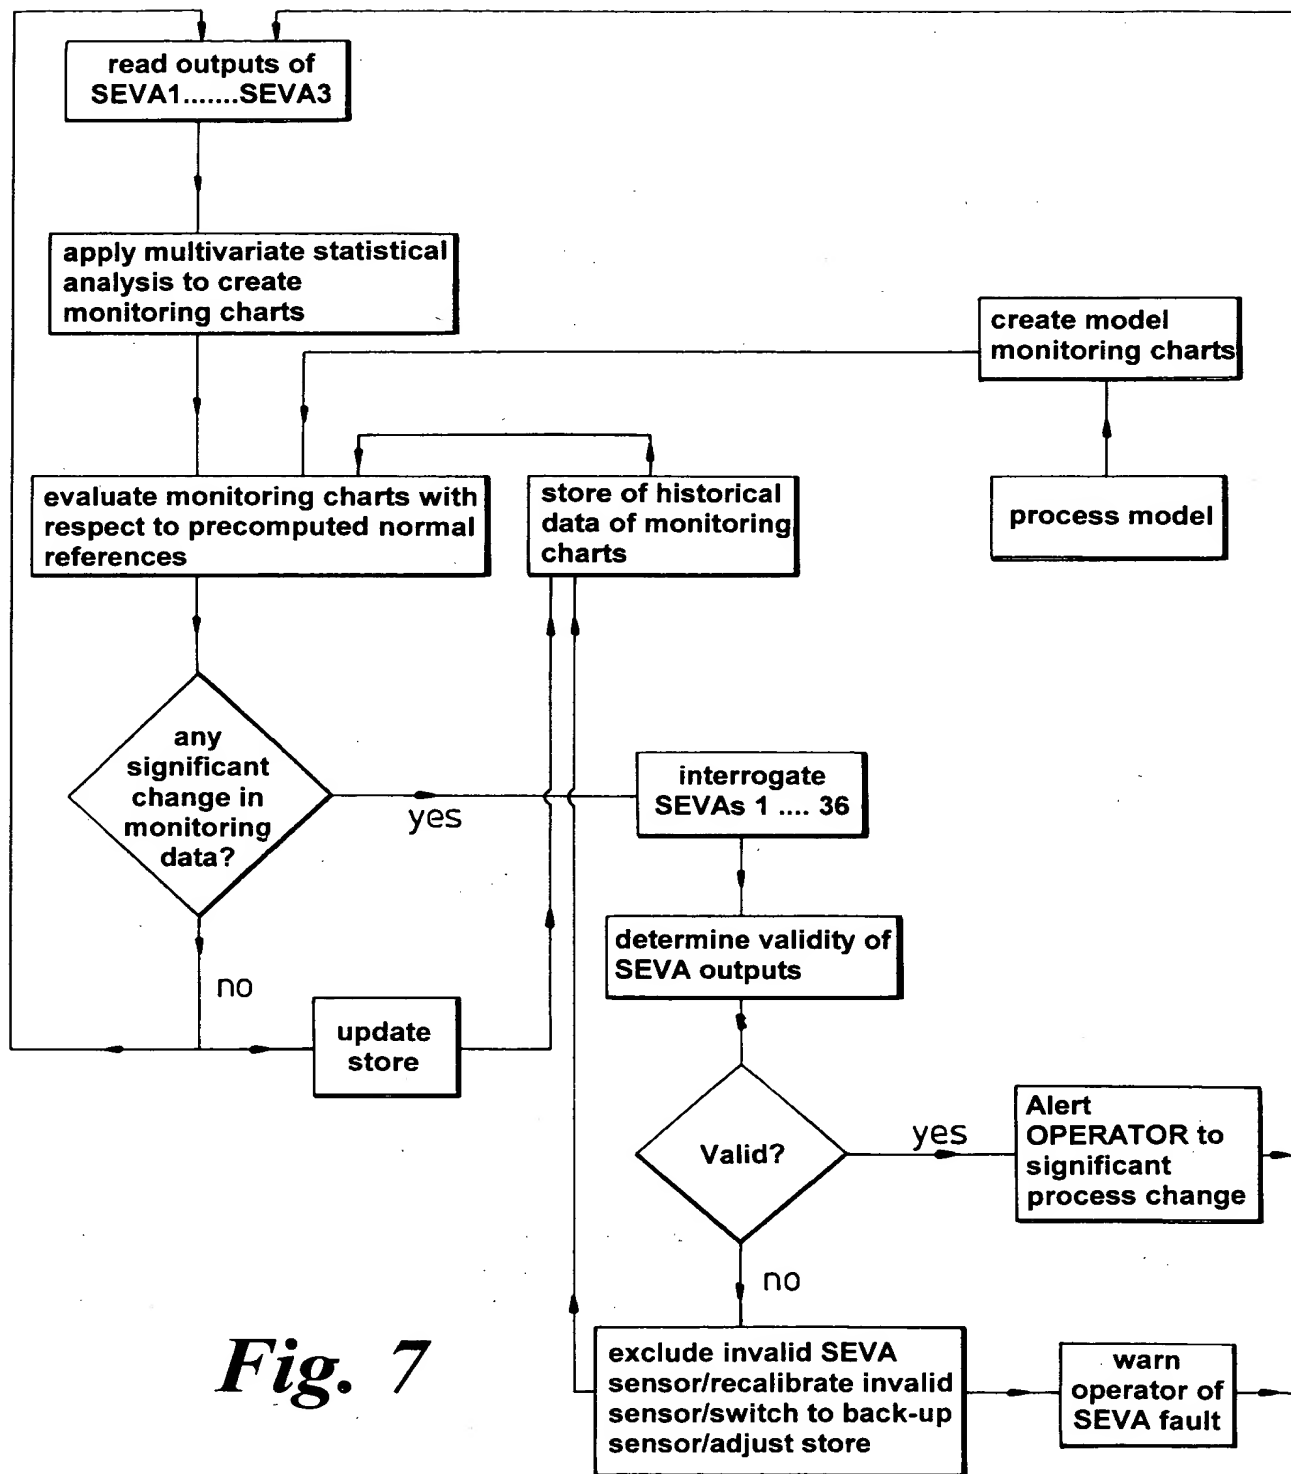 read outputs of
SEVA1.......SEVA3
apply multivariate statistical
analysis to create
monitoring charts
create model
monitoring charts
evaluate monitoring charts with
respect to precomputed normal
references
store of historical
data of monitoring
charts
process model
any
significant
change in
monitoring
data?
yes
interrogate
SEVAs 1 .... 36
determine validity of
SEVA outputs
no
update
store
Valid?
yes
Alert
OPERATOR to
significant
process change
no
exclude invalid SEVA
sensor/recalibrate invalid
sensor/switch to back-up
sensor/adjust store
warn
operator of
SEVA fault
Fig. 7